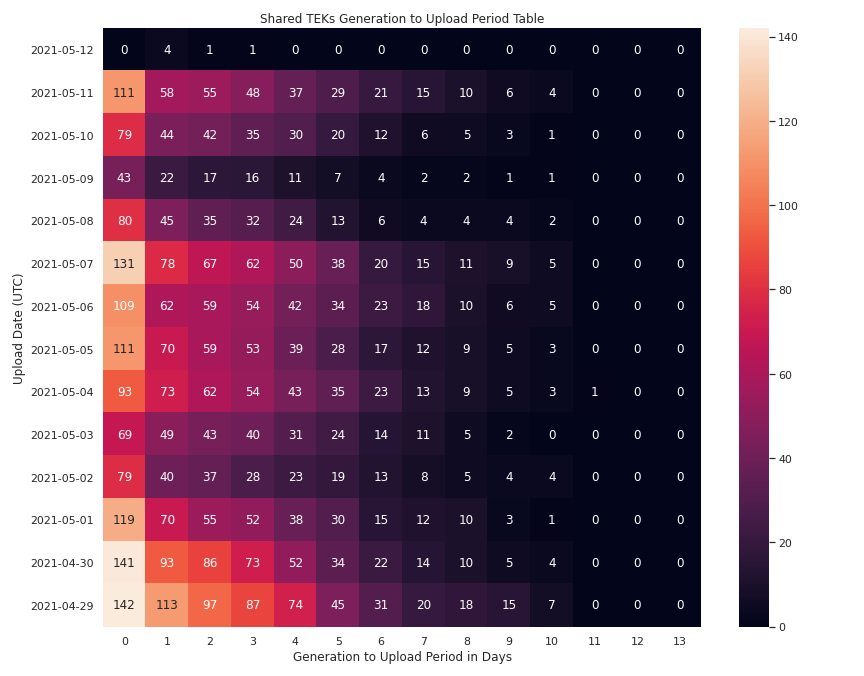 Shared TEKs Generation to Upload Period Table
2021-05-12 0 4 1 1 0 0 0 0 0 0 0 0 0 0
2021-05-11 111 58 55 48 37 29 21 15 10 6 4 0 0 0
2021-05-10 79 44 42 35 30 20 12 6 5 3 1 0 0 0
2021-05-09 43 22 17 16 11 7 4 2 2 1 1 0 0 0
2021-05-08 80 45 35 32 24 13 6 4 4 4 2 0 0 0
2021-05-07 131 78 67 62 50 38 20 15 11 9 5 0 0 0
2021-05-06 109 62 59 54 42 34 23 18 10 6 5 0 0 0
2021-05-05 111 70 59 53 39 28 17 12 9 5 3 0 0 0
2021-05-04 93 73 62 54 43 35 23 13 9 5 3 1 0 0
2021-05-03 69 49 43 40 31 24 14 11 5 2 0 0 0 0
2021-05-02 79 40 37 28 23 19 13 8 5 4 4 0 0 0
2021-05-01 119 70 55 52 38 30 15 12 10 3 1 0 0 0
2021-04-30 141 93 86 73 52 34 22 14 10 5 4 0 0 0
2021-04-29 142 113 97 87 74 45 31 20 18 15 7 0 0 0
0 1 2 3 4 5 6 7 8 9 10 11 12 13
Generation to Upload Period in Days
Upload Date (UTC)
140
120
100
80
60
40
20
0